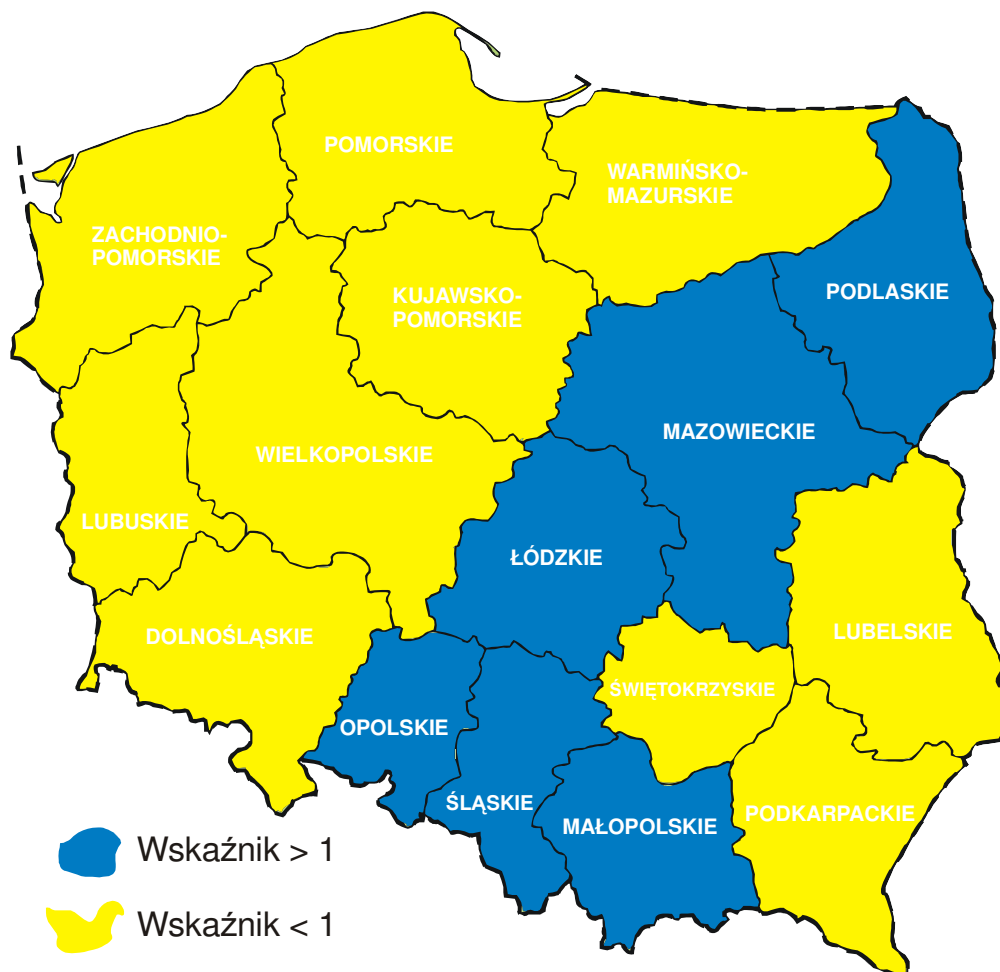 POMORSKIE
WARMIŃSKO-
MAZURSKIE
ZACHODNIO-
POMORSKIE
PODLASKIE
KUJAWSKO-
POMORSKIE
MAZOWIECKIE
WIELKOPOLSKIE
LUBUSKIE
ŁÓDZKIE
DOLNOŚLĄSKIE
LUBELSKIE
ŚWIĘTOKRZYSKIE
OPOLSKIE
ŚLĄSKIE
MAŁOPOLSKIE
PODKARPACKIE
Wskaźnik > 1
Wskaźnik < 1